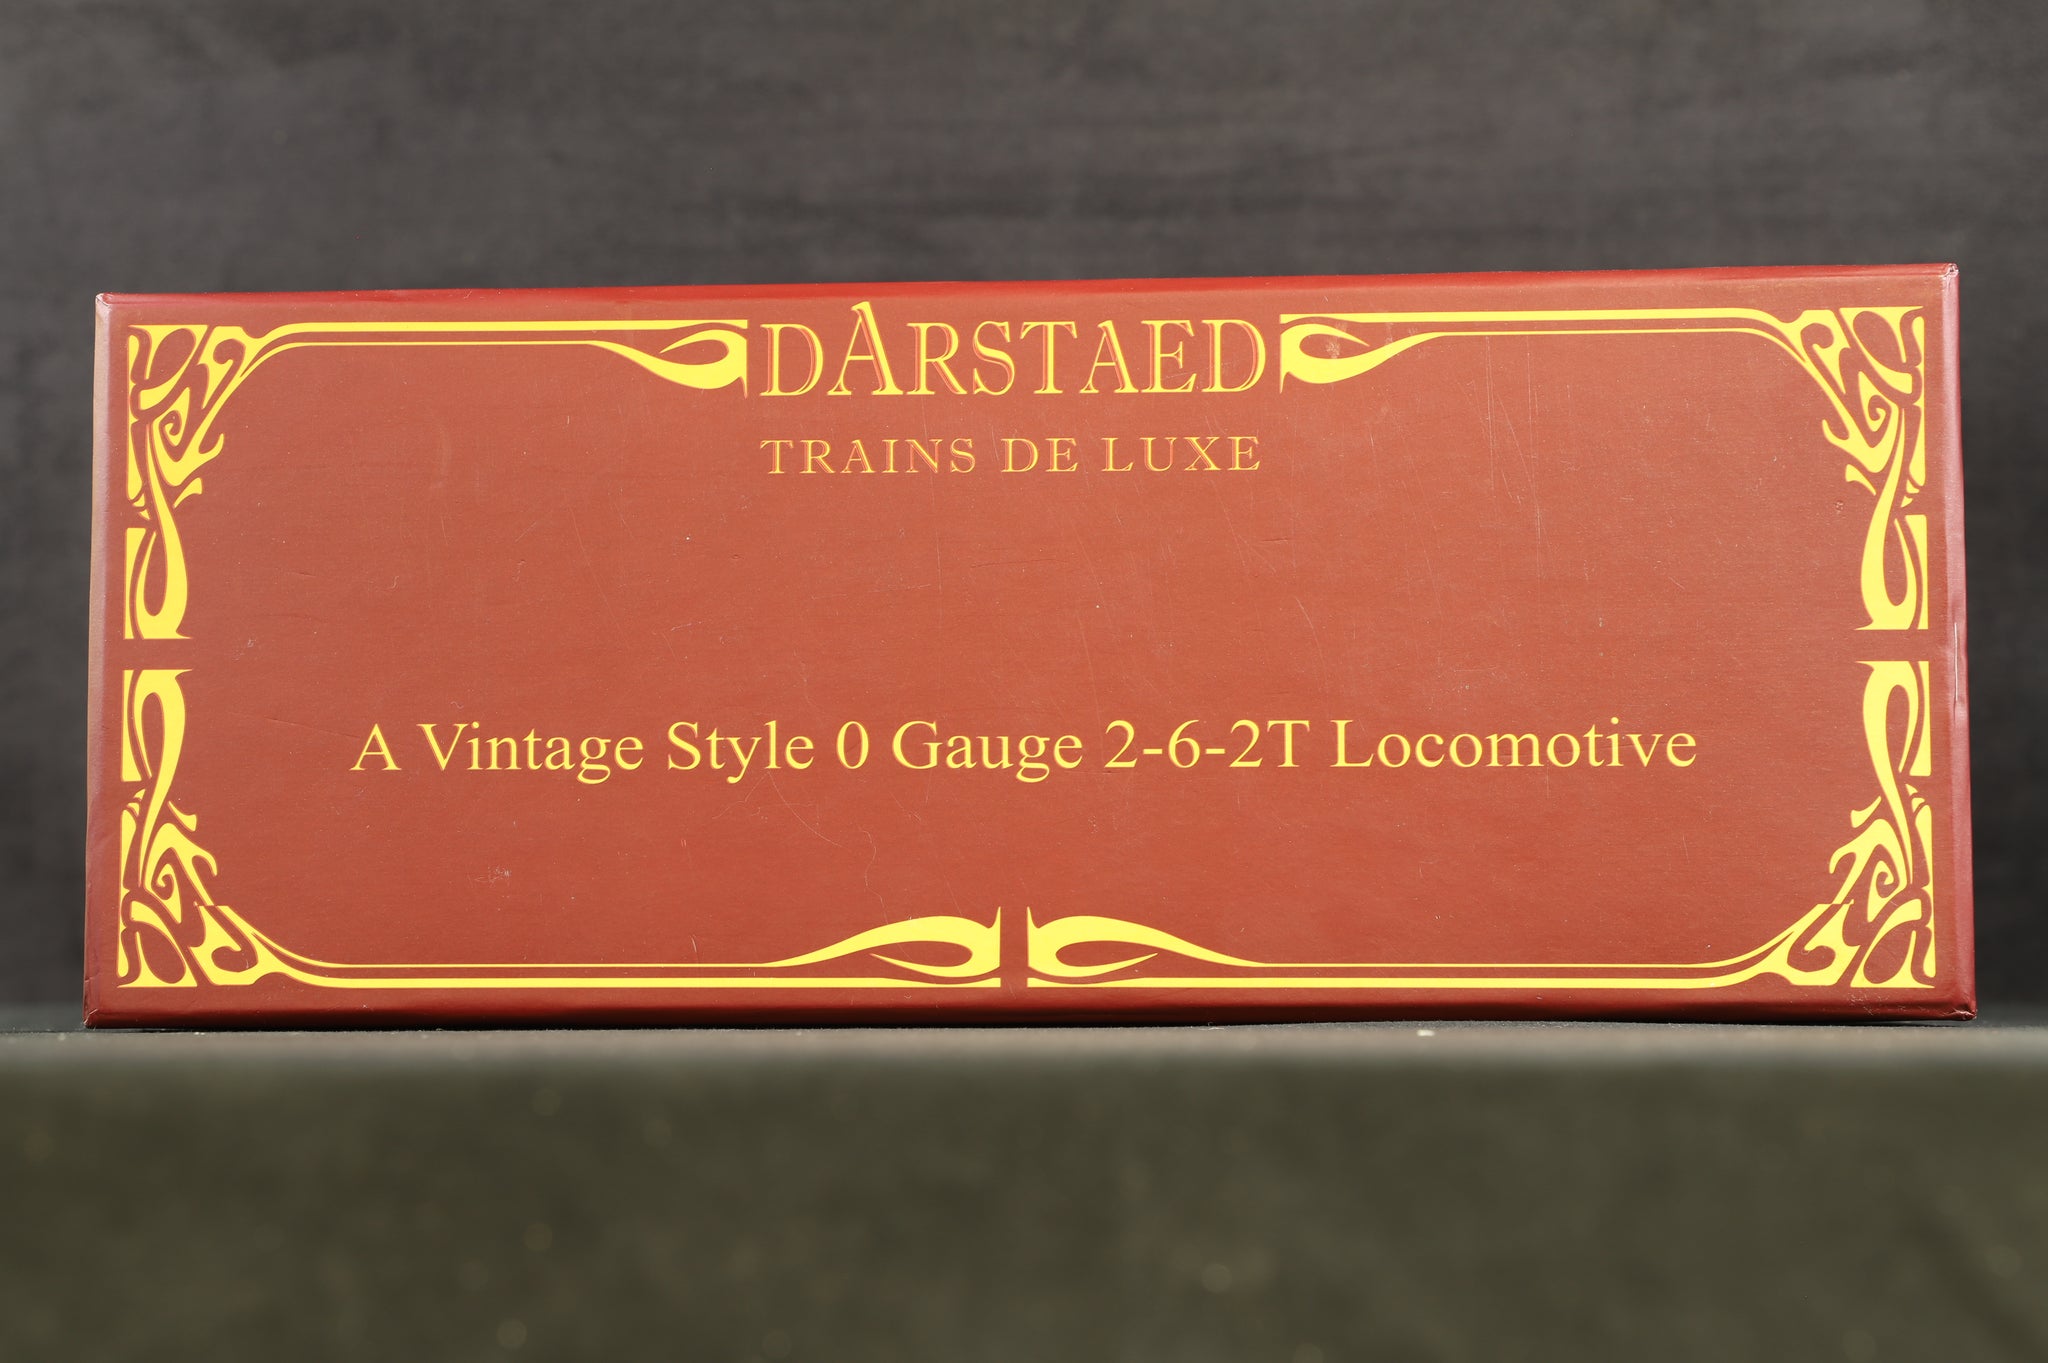 DARSTAED
TRAINS DE LUXE
A Vintage Style 0 Gauge 2-6-2T Locomotive